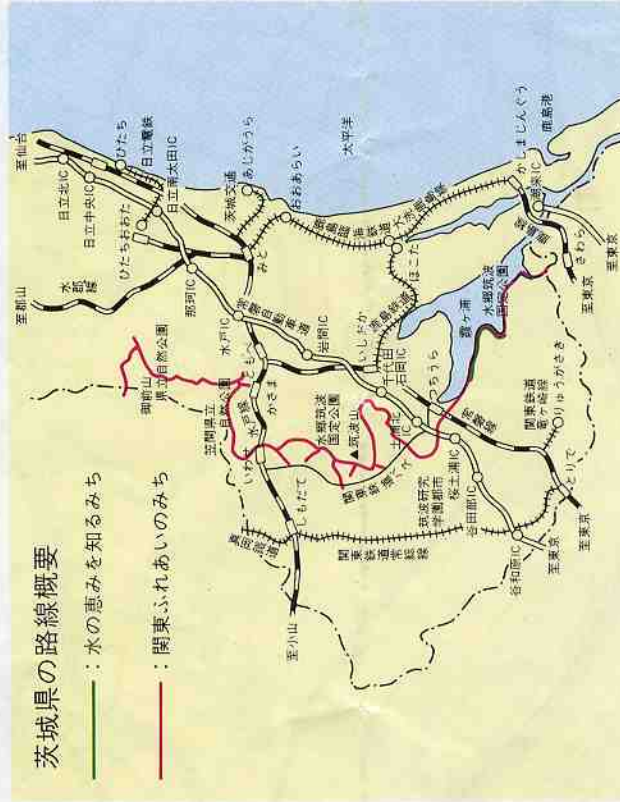 茨城県の路線概要
：水の恵みを知るみち
：関東ふれあいのみち
至仙台
日立北IC
ひたち
日立中央IC
日立電鉄
日立南太田IC
ひたちおおた
至郡山
水郡線
那珂IC
茨城交通
あじがうら
おおあらい
みと
太平洋
水戸IC
常磐自動車道
鹿島臨海鉄道
大洗鹿島線
御前山
県立自然公園
笠間県立
自然公園
ともべ
岩間IC
水戸線
かさま
いしおか
鹿島鉄道
ほこた
かしまじんぐう
鹿島港
潮来IC
鹿島線
いわせ
水郷筑波
国定公園
千代田
石岡IC
霞ヶ浦
水郷筑波
国定公園
さわら
至東京
至東京
筑波山
つちうら
土浦北
IC
しもだて
真岡鉄道
筑波研究
学園都市
桜土浦IC
常磐線
関東鉄道
竜ヶ崎線
りゅうがさき
至小山
関東鉄道常総線
谷田部IC
とりで
谷和原IC
至東京
至東京